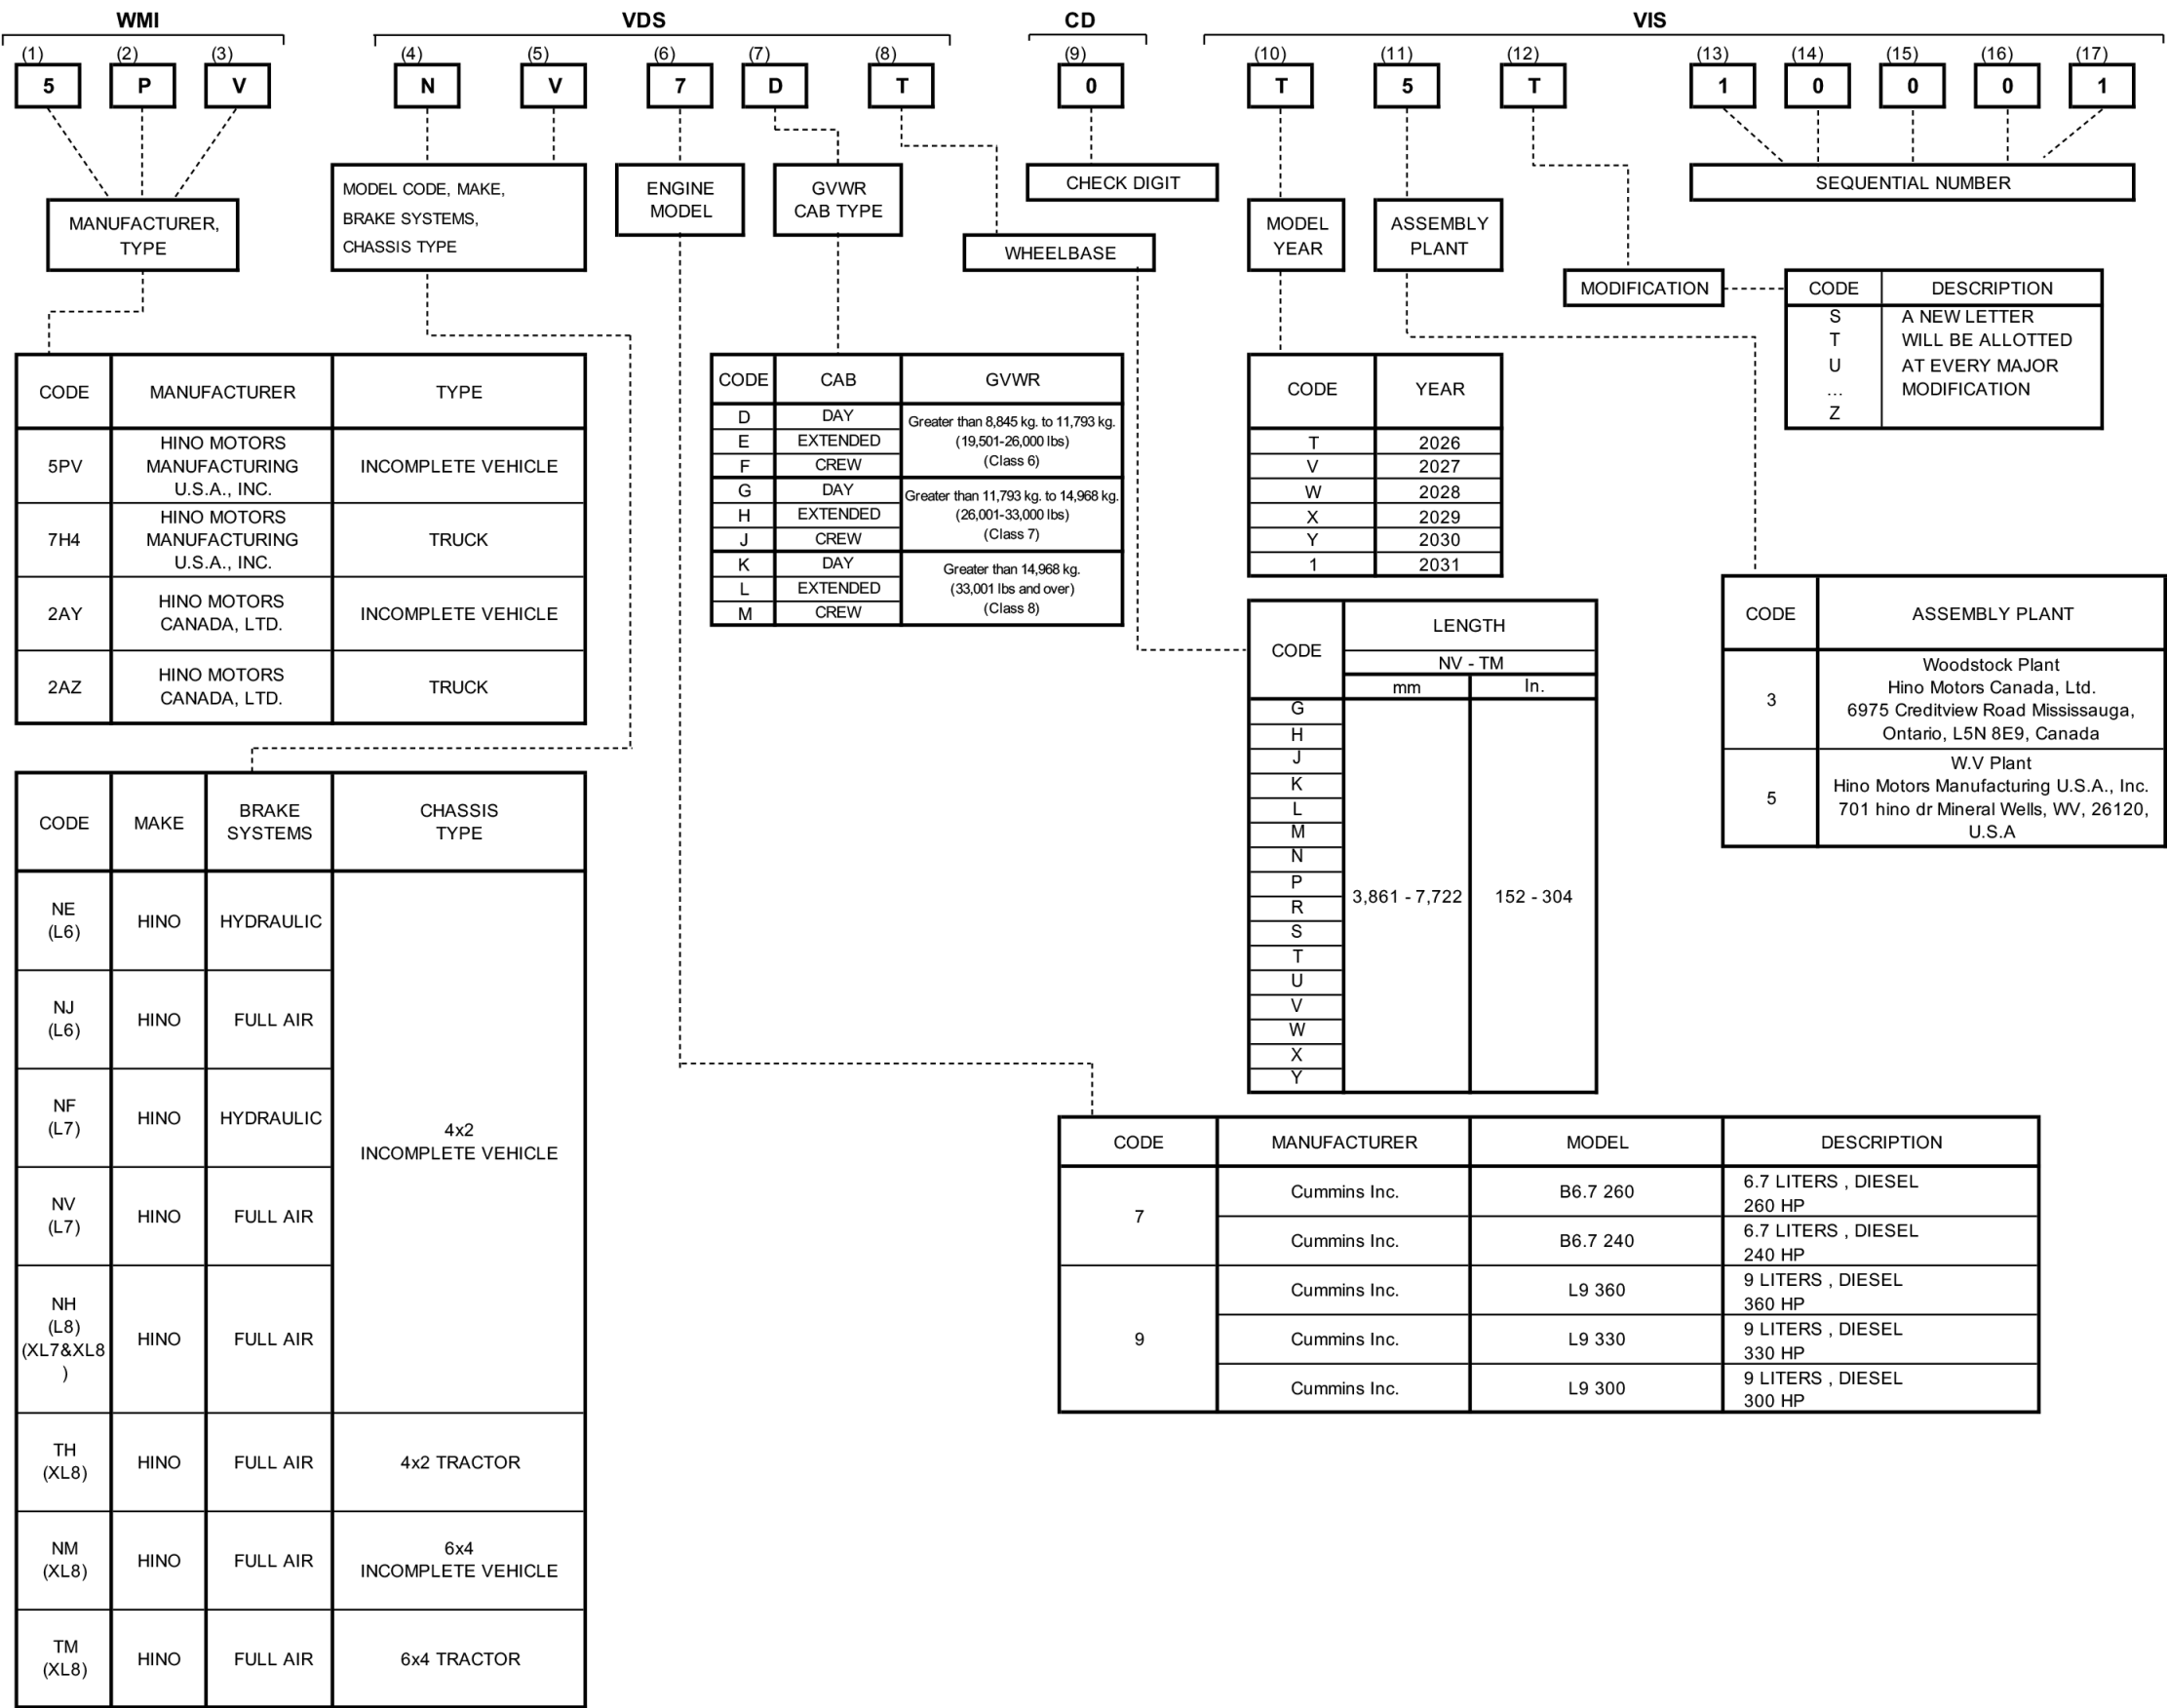 WMI VDS CD VIS
(1) (2) (3) (4) (5) (6) (7) (8) (9) (10) (11) (12) (13) (14) (15) (16) (17)
5 P V N V 7 D T 0 T 5 T 1 0 0 0 1
MANUFACTURER,
TYPE
MODEL CODE, MAKE,
BRAKE SYSTEMS,
CHASSIS TYPE
ENGINE
MODEL
GVWR
CAB TYPE
WHEELBASE
CHECK DIGIT
MODEL
YEAR
ASSEMBLY
PLANT
MODIFICATION
SEQUENTIAL NUMBER
CODE DESCRIPTION
S A NEW LETTER
T WILL BE ALLOTTED
U AT EVERY MAJOR
... MODIFICATION
Z
CODE MANUFACTURER TYPE
5PV
HINO MOTORS
MANUFACTURING
U.S.A., INC.
INCOMPLETE VEHICLE
7H4
HINO MOTORS
MANUFACTURING
U.S.A., INC.
TRUCK
2AY
HINO MOTORS
CANADA, LTD.
INCOMPLETE VEHICLE
2AZ
HINO MOTORS
CANADA, LTD.
TRUCK
CODE CAB GVWR
D DAY
E EXTENDED
F CREW
Greater than 8,845 kg. to 11,793 kg.
(19,501-26,000 lbs)
(Class 6)
G DAY
H EXTENDED
J CREW
Greater than 11,793 kg. to 14,968 kg.
(26,001-33,000 lbs)
(Class 7)
K DAY
L EXTENDED
M CREW
Greater than 14,968 kg.
(33,001 lbs and over)
(Class 8)
CODE YEAR
T 2026
V 2027
W 2028
X 2029
Y 2030
1 2031
CODE ASSEMBLY PLANT
3
Woodstock Plant
Hino Motors Canada, Ltd.
6975 Creditview Road Mississauga,
Ontario, L5N 8E9, Canada
5
W.V Plant
Hino Motors Manufacturing U.S.A., Inc.
701 hino dr Mineral Wells, WV, 26120,
U.S.A
CODE LENGTH
NV - TM
mm In.
G
H
J
K
L
M
N
P
R
S
T
U
V
W
X
Y
3,861 - 7,722 152 - 304
CODE MAKE
BRAKE
SYSTEMS
CHASSIS
TYPE
NE
(L6)
HINO HYDRAULIC
NJ
(L6)
HINO FULL AIR
NF
(L7)
HINO HYDRAULIC
NV
(L7)
HINO FULL AIR
NH
(L8)
(XL7&XL8
)
HINO FULL AIR
4x2
INCOMPLETE VEHICLE
TH
(XL8)
HINO FULL AIR 4x2 TRACTOR
NM
(XL8)
HINO FULL AIR
6x4
INCOMPLETE VEHICLE
TM
(XL8)
HINO FULL AIR 6x4 TRACTOR
CODE MANUFACTURER MODEL DESCRIPTION
7
Cummins Inc. B6.7 260
6.7 LITERS , DIESEL
260 HP
Cummins Inc. B6.7 240
6.7 LITERS , DIESEL
240 HP
9
Cummins Inc. L9 360
9 LITERS , DIESEL
360 HP
Cummins Inc. L9 330
9 LITERS , DIESEL
330 HP
Cummins Inc. L9 300
9 LITERS , DIESEL
300 HP